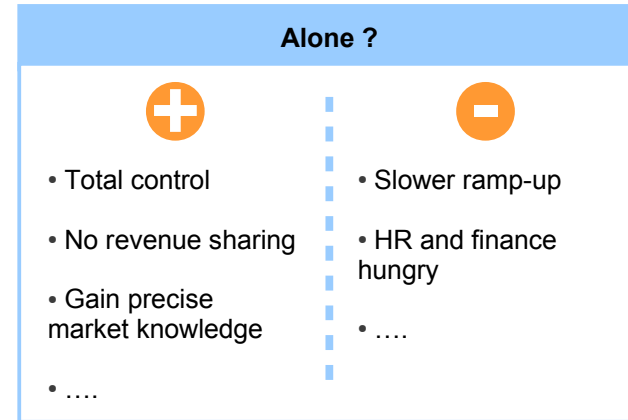 Alone ?
• Total control
• No revenue sharing
• Gain precise
market knowledge
• ....
• Slower ramp-up
• HR and finance
hungry
• ....